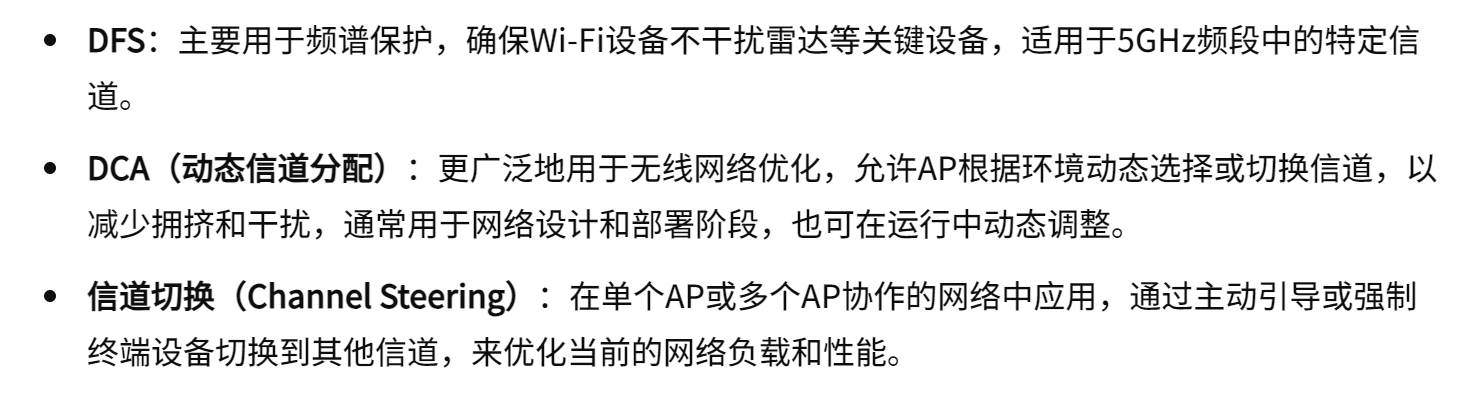 • DFS：主要用于频谱保护，确保Wi-Fi设备不干扰雷达等关键设备，适用于5GHz频段中的特定信
道。
• DCA（动态信道分配）：更广泛地用于无线网络优化，允许AP根据环境动态选择或切换信道，以
减少拥挤和干扰，通常用于网络设计和部署阶段，也可在运行中动态调整。
• 信道切换（Channel Steering）：在单个AP或多个AP协作的网络中应用，通过主动引导或强制
终端设备切换到其他信道，来优化当前的网络负载和性能。